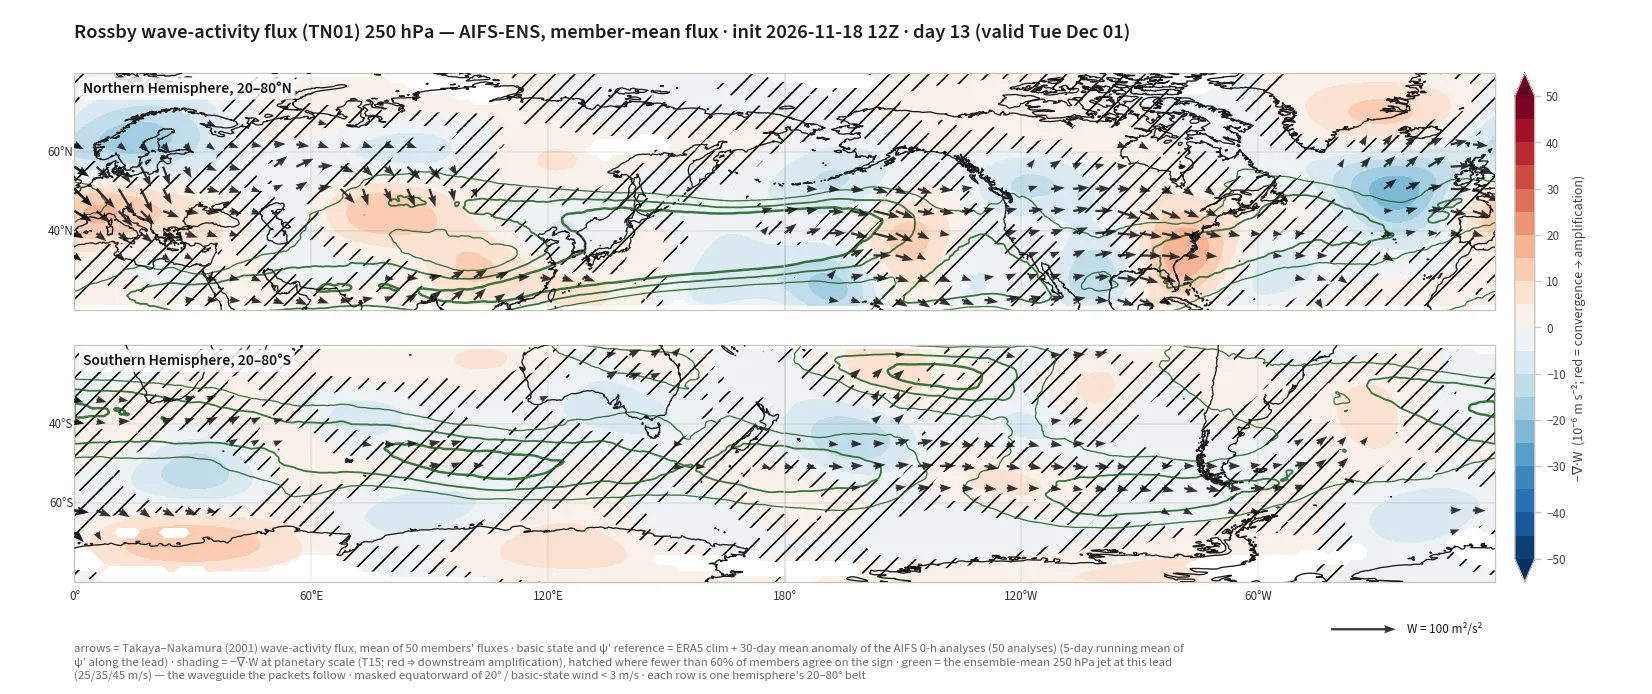 Rossby wave-activity flux (TN01) 250 hPa — AIFS-ENS, member-mean flux · init 2026-11-18 12Z · day 13 (valid Tue Dec 01)
Northern Hemisphere, 20–80°N
60°N
40°N
Southern Hemisphere, 20–80°S
40°S
60°S
0°
60°E
120°E
180°
120°W
60°W
50
40
30
20
10
0
−10
−20
−30
−40
−50
−∇·W (10⁻⁶ m s⁻²; red = convergence → amplification)
W = 100 m²/s²
arrows = Takaya–Nakamura (2001) wave-activity flux, mean of 50 members' fluxes · basic state and ψ' reference = ERA5 clim + 30-day mean anomaly of the AIFS 0-h analyses (50 analyses) (5-day running mean of
ψ' along the lead) · shading = −∇·W at planetary scale (T15; red ⇒ downstream amplification), hatched where fewer than 60% of members agree on the sign · green = the ensemble-mean 250 hPa jet at this lead
(25/35/45 m/s) — the waveguide the packets follow · masked equatorward of 20° / basic-state wind < 3 m/s · each row is one hemisphere's 20–80° belt